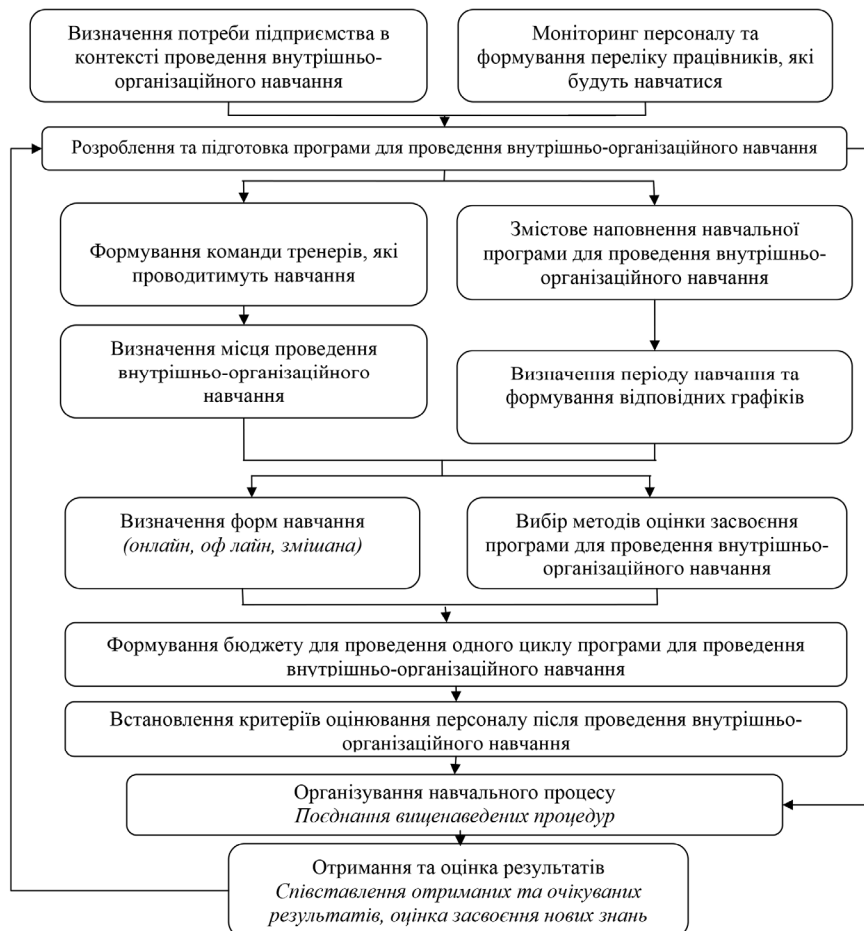 Визначення потреби підприємства в
контексті проведення внутрішньо-
організаційного навчання
Моніторинг персоналу та
формування переліку працівників, які
будуть навчатися
Розроблення та підготовка програми для проведення внутрішньо-організаційного навчання
Формування команди тренерів, які
проводитимуть навчання
Змістове наповнення навчальної
програми для проведення внутрішньо-
організаційного навчання
Визначення місця проведення
внутрішньо-організаційного
навчання
Визначення періоду навчання та
формування відповідних графіків
Визначення форм навчання
(онлайн, оф лайн, змішана)
Вибір методів оцінки засвоєння
програми для проведення внутрішньо-
організаційного навчання
Формування бюджету для проведення одного циклу програми для проведення
внутрішньо-організаційного навчання
Встановлення критеріїв оцінювання персоналу після проведення внутрішньо-
організаційного навчання
Організування навчального процесу
Поєднання вищенаведених процедур
Отримання та оцінка результатів
Співставлення отриманих та очікуваних
результатів, оцінка засвоєння нових знань